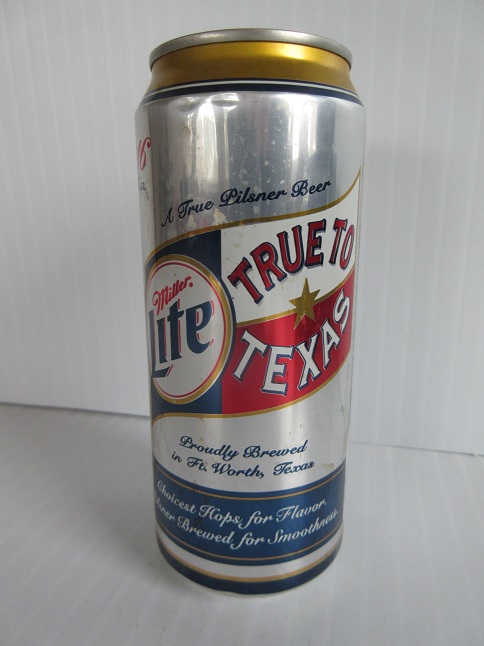 16
A True Pilsner Beer
TRUE TO
TEXAS
Miller
Lite
Proudly Brewed
in Ft. Worth, Texas
Choicest Hops, for Flavor,
Brewed, for Smoothness.